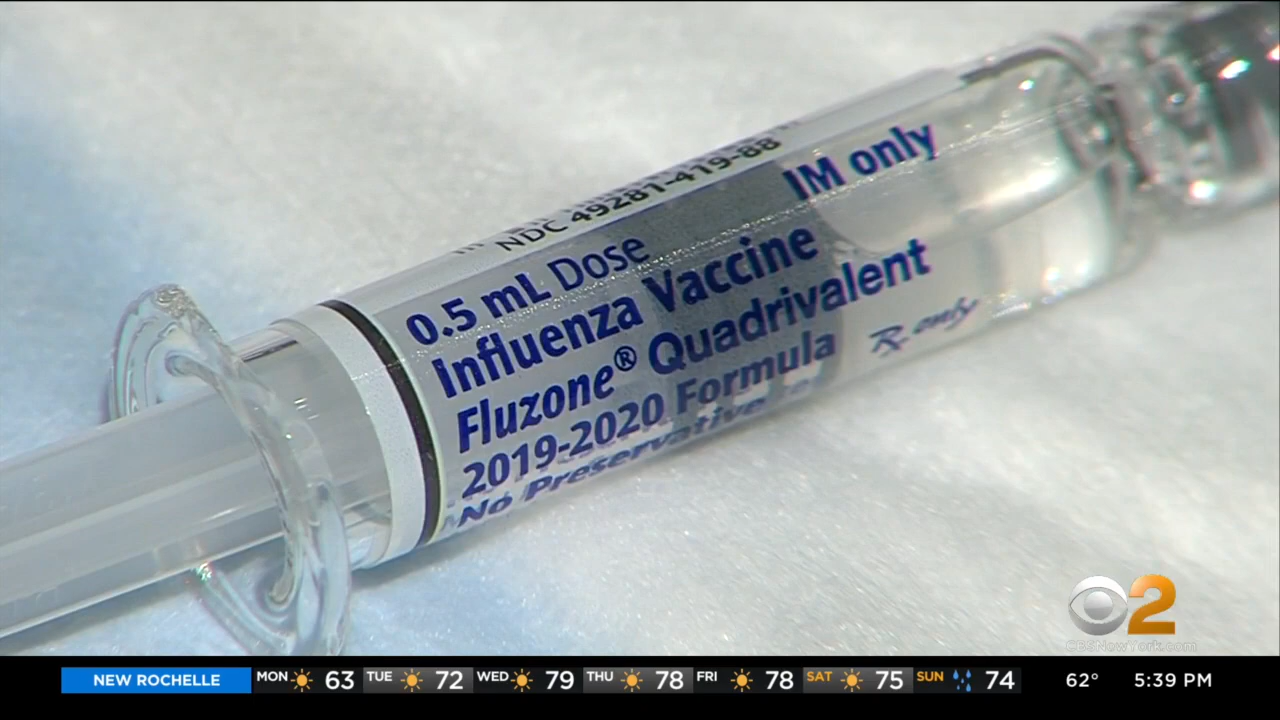 NDC 49281-419-88
0.5 mL Dose
IM only
Influenza Vaccine
Fluzone® Quadrivalent
2019-2020 Formula
Rx only
No Preservative
2
CBSNewYork.com
NEW ROCHELLE MON 63 TUE 72 WED 79 THU 78 FRI 78 SAT 75 SUN 74 62° 5:39 PM